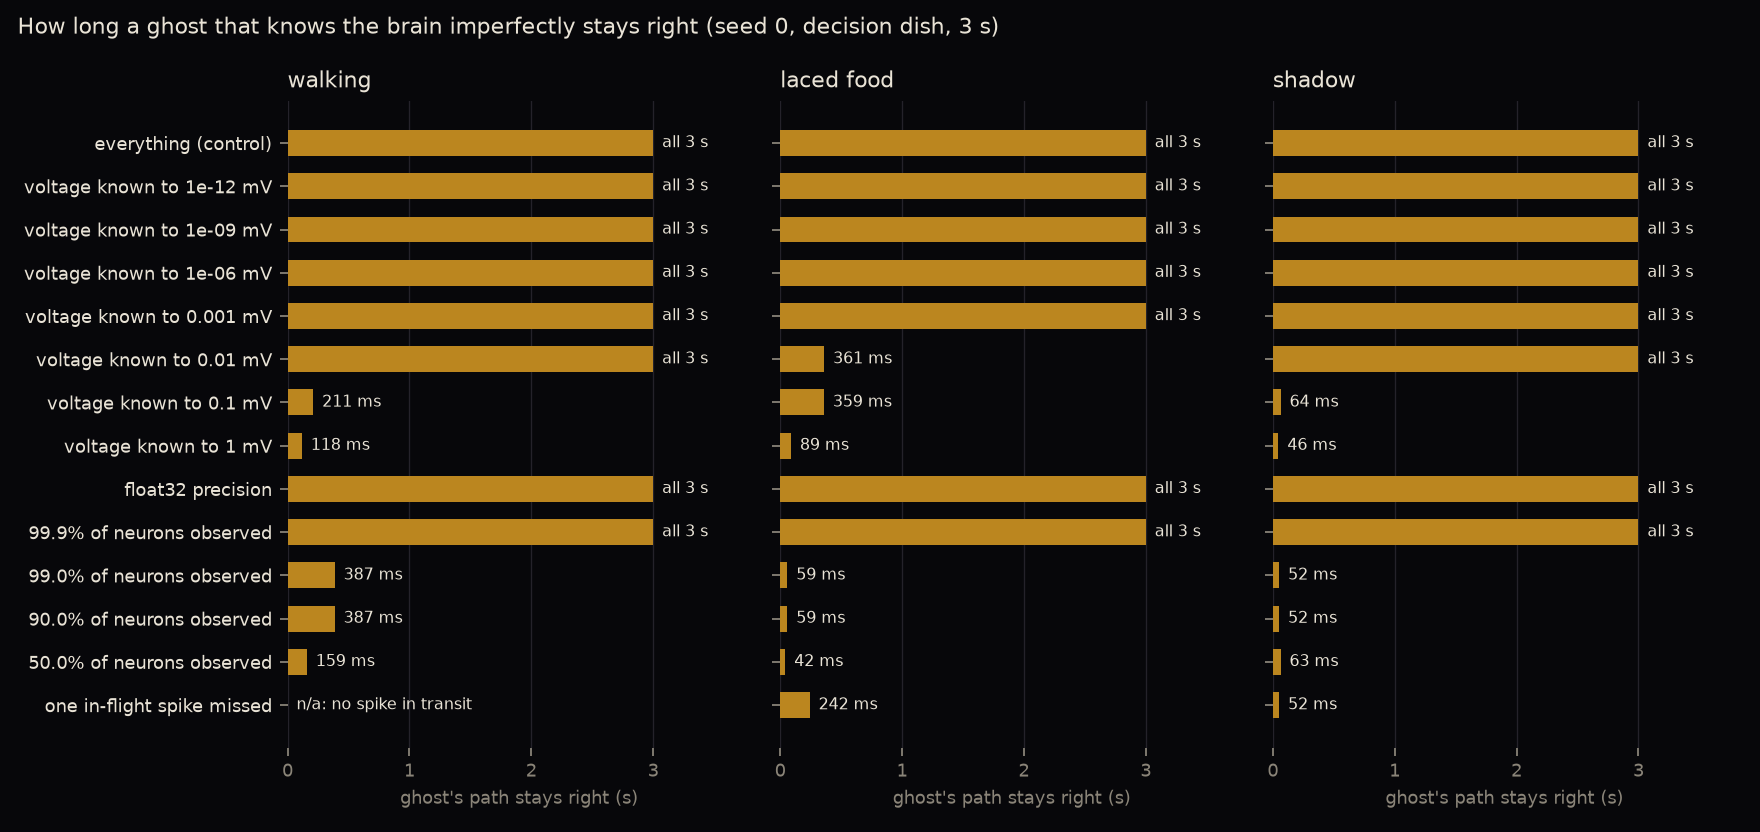 How long a ghost that knows the brain imperfectly stays right (seed 0, decision dish, 3 s)
walking laced food shadow
everything (control) all 3 s all 3 s all 3 s
voltage known to 1e-12 mV all 3 s all 3 s all 3 s
voltage known to 1e-09 mV all 3 s all 3 s all 3 s
voltage known to 1e-06 mV all 3 s all 3 s all 3 s
voltage known to 0.001 mV all 3 s all 3 s all 3 s
voltage known to 0.01 mV all 3 s 361 ms all 3 s
voltage known to 0.1 mV 211 ms 359 ms 64 ms
voltage known to 1 mV 118 ms 89 ms 46 ms
float32 precision all 3 s all 3 s all 3 s
99.9% of neurons observed all 3 s all 3 s all 3 s
99.0% of neurons observed 387 ms 59 ms 52 ms
90.0% of neurons observed 387 ms 59 ms 52 ms
50.0% of neurons observed 159 ms 42 ms 63 ms
one in-flight spike missed n/a: no spike in transit 242 ms 52 ms
0 1 2 3 0 1 2 3 0 1 2 3
ghost's path stays right (s) ghost's path stays right (s) ghost's path stays right (s)